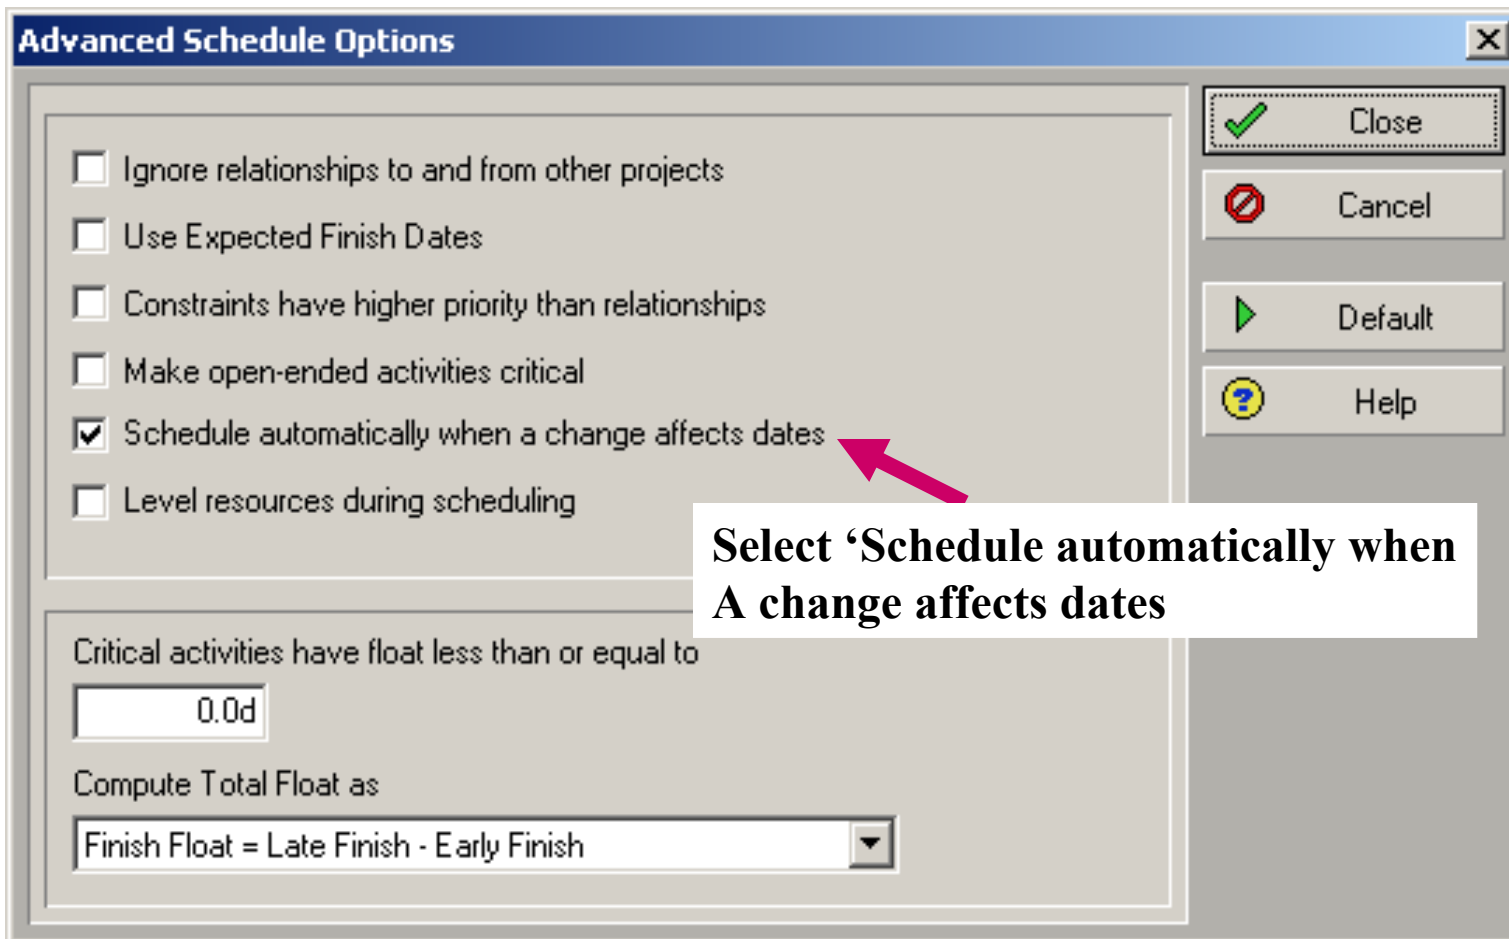 Advanced Schedule Options
Close
Ignore relationships to and from other projects
Cancel
Use Expected Finish Dates
Constraints have higher priority than relationships
Default
Make open-ended activities critical
Help
Schedule automatically when a change affects dates
Level resources during scheduling
Select ‘Schedule automatically when
A change affects dates
Critical activities have float less than or equal to
0.0d
Compute Total Float as
Finish Float = Late Finish - Early Finish